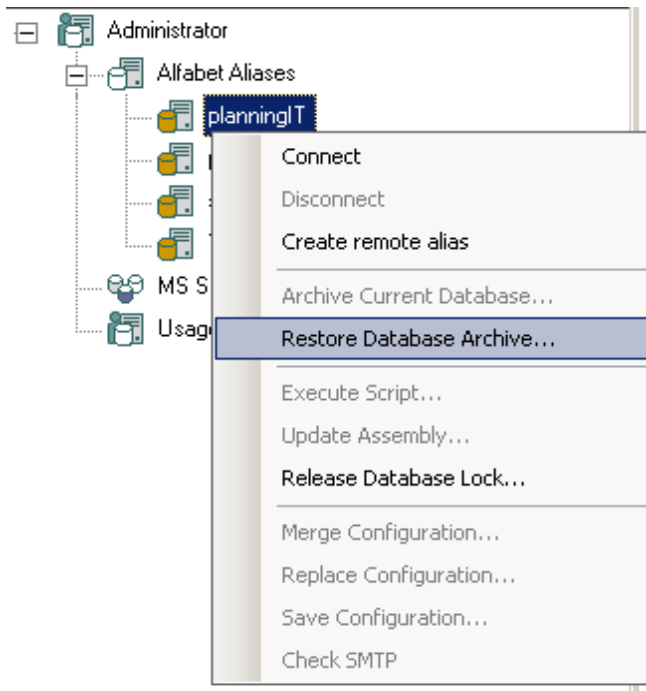 Administrator
Alfabet Aliases
planningIT
Connect
Disconnect
Create remote alias
MS S
Archive Current Database...
Usag
Restore Database Archive...
Execute Script...
Update Assembly...
Release Database Lock...
Merge Configuration...
Replace Configuration...
Save Configuration...
Check SMTP